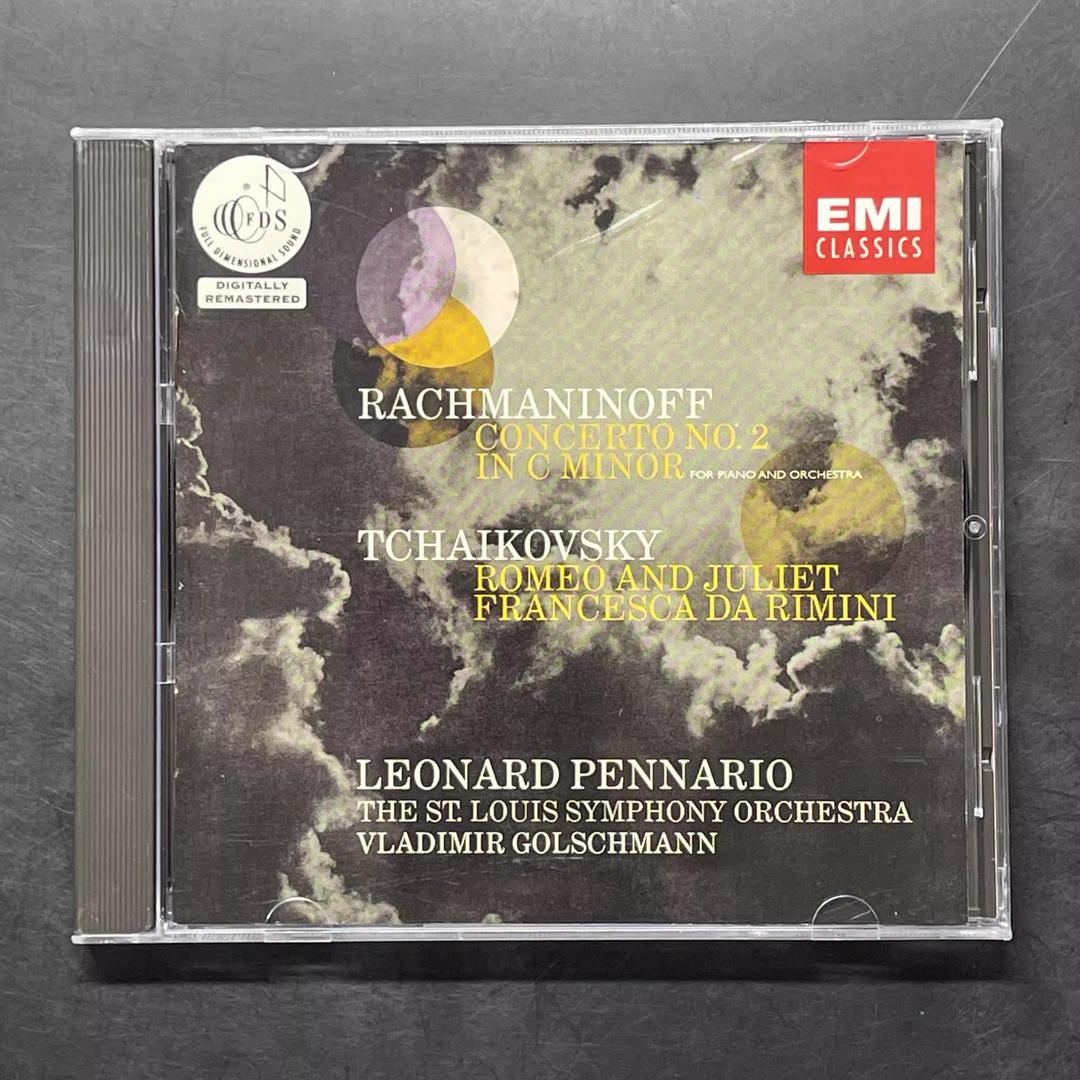 FDS
FULL DIMENSIONAL SOUND
DIGITALLY
REMASTERED
EMI
CLASSICS
RACHMANINOFF
CONCERTO NO. 2
IN C MINOR FOR PIANO AND ORCHESTRA
TCHAIKOVSKY
ROMEO AND JULIET
FRANCESCA DA RIMINI
LEONARD PENNARIO
THE ST. LOUIS SYMPHONY ORCHESTRA
VLADIMIR GOLSCHMANN